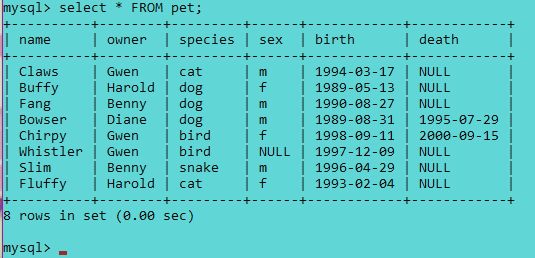 mysql> select * FROM pet;
+----------+--------+---------+------+------------+------------+
| name     | owner  | species | sex  | birth      | death      |
+----------+--------+---------+------+------------+------------+
| Claws    | Gwen   | cat     | m    | 1994-03-17 | NULL       |
| Buffy    | Harold | dog     | f    | 1989-05-13 | NULL       |
| Fang     | Benny  | dog     | m    | 1990-08-27 | NULL       |
| Bowser   | Diane  | dog     | m    | 1989-08-31 | 1995-07-29 |
| Chirpy   | Gwen   | bird    | f    | 1998-09-11 | 2000-09-15 |
| Whistler | Gwen   | bird    | NULL | 1997-12-09 | NULL       |
| Slim     | Benny  | snake   | m    | 1996-04-29 | NULL       |
| Fluffy   | Harold | cat     | f    | 1993-02-04 | NULL       |
+----------+--------+---------+------+------------+------------+
8 rows in set (0.00 sec)
mysql>